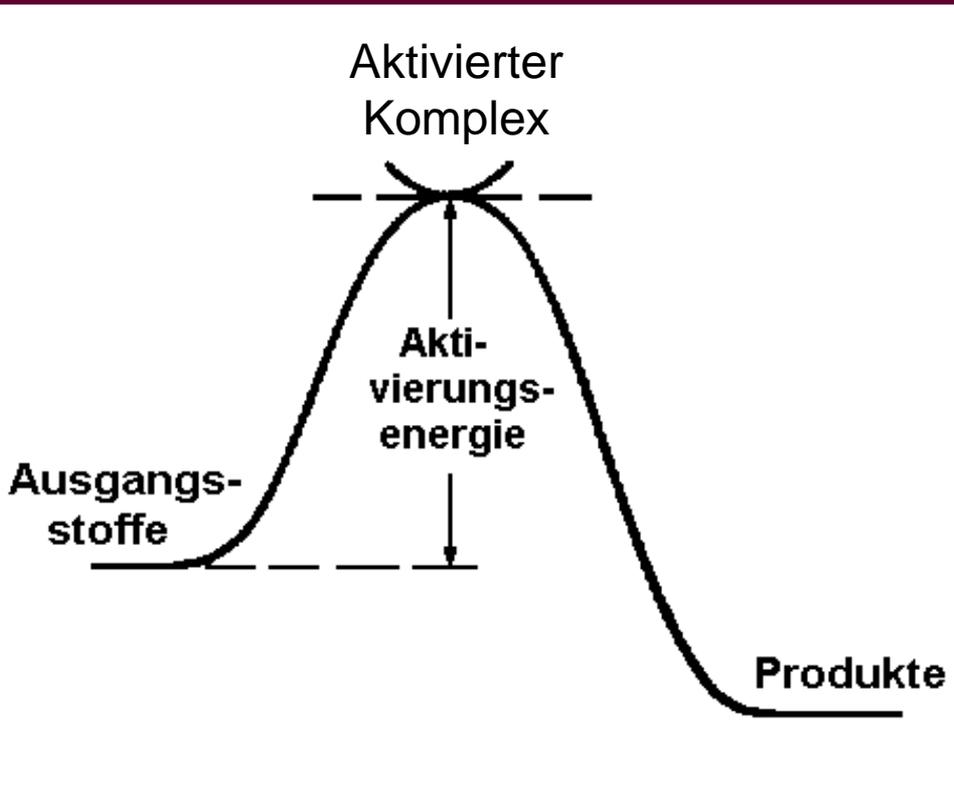 Aktivierter
Komplex
Akti-
vierungs-
energie
Ausgangs-
stoffe
Produkte